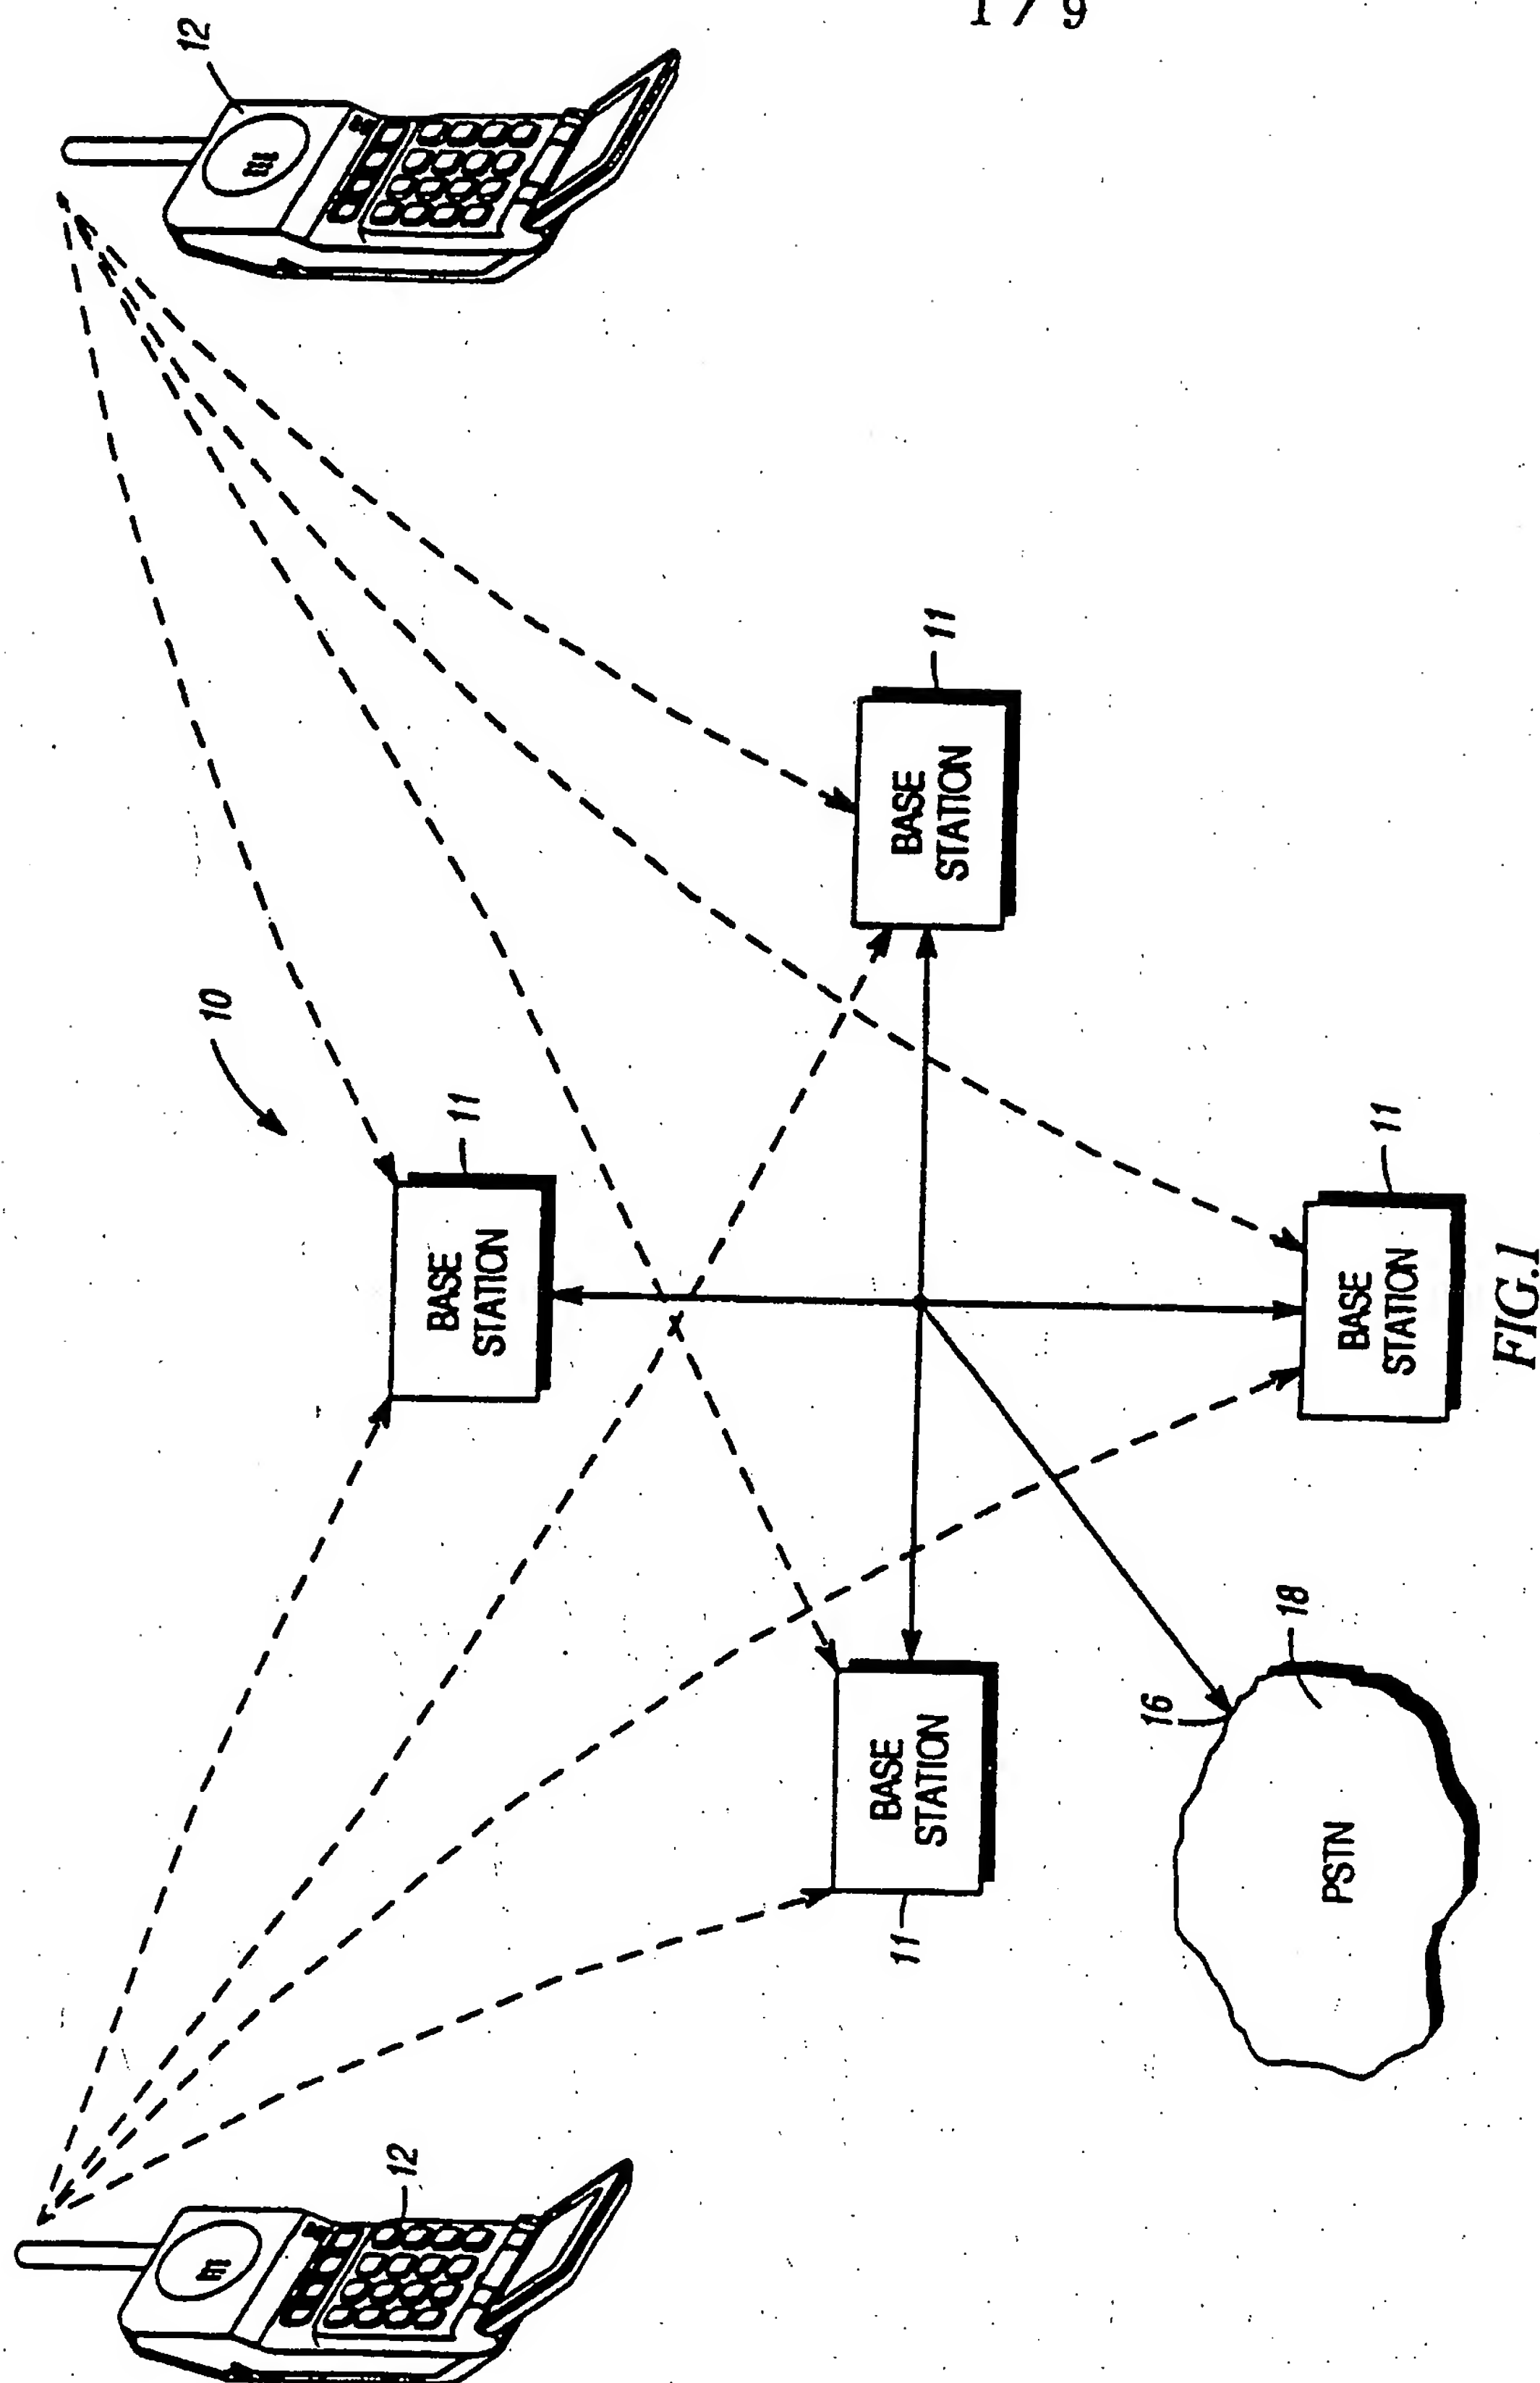 1/9
12
10
BASE
STATION
11
BASE
STATION
11
BASE
STATION
11
BASE
STATION
11
12
16
18
PSTN
FIG.1